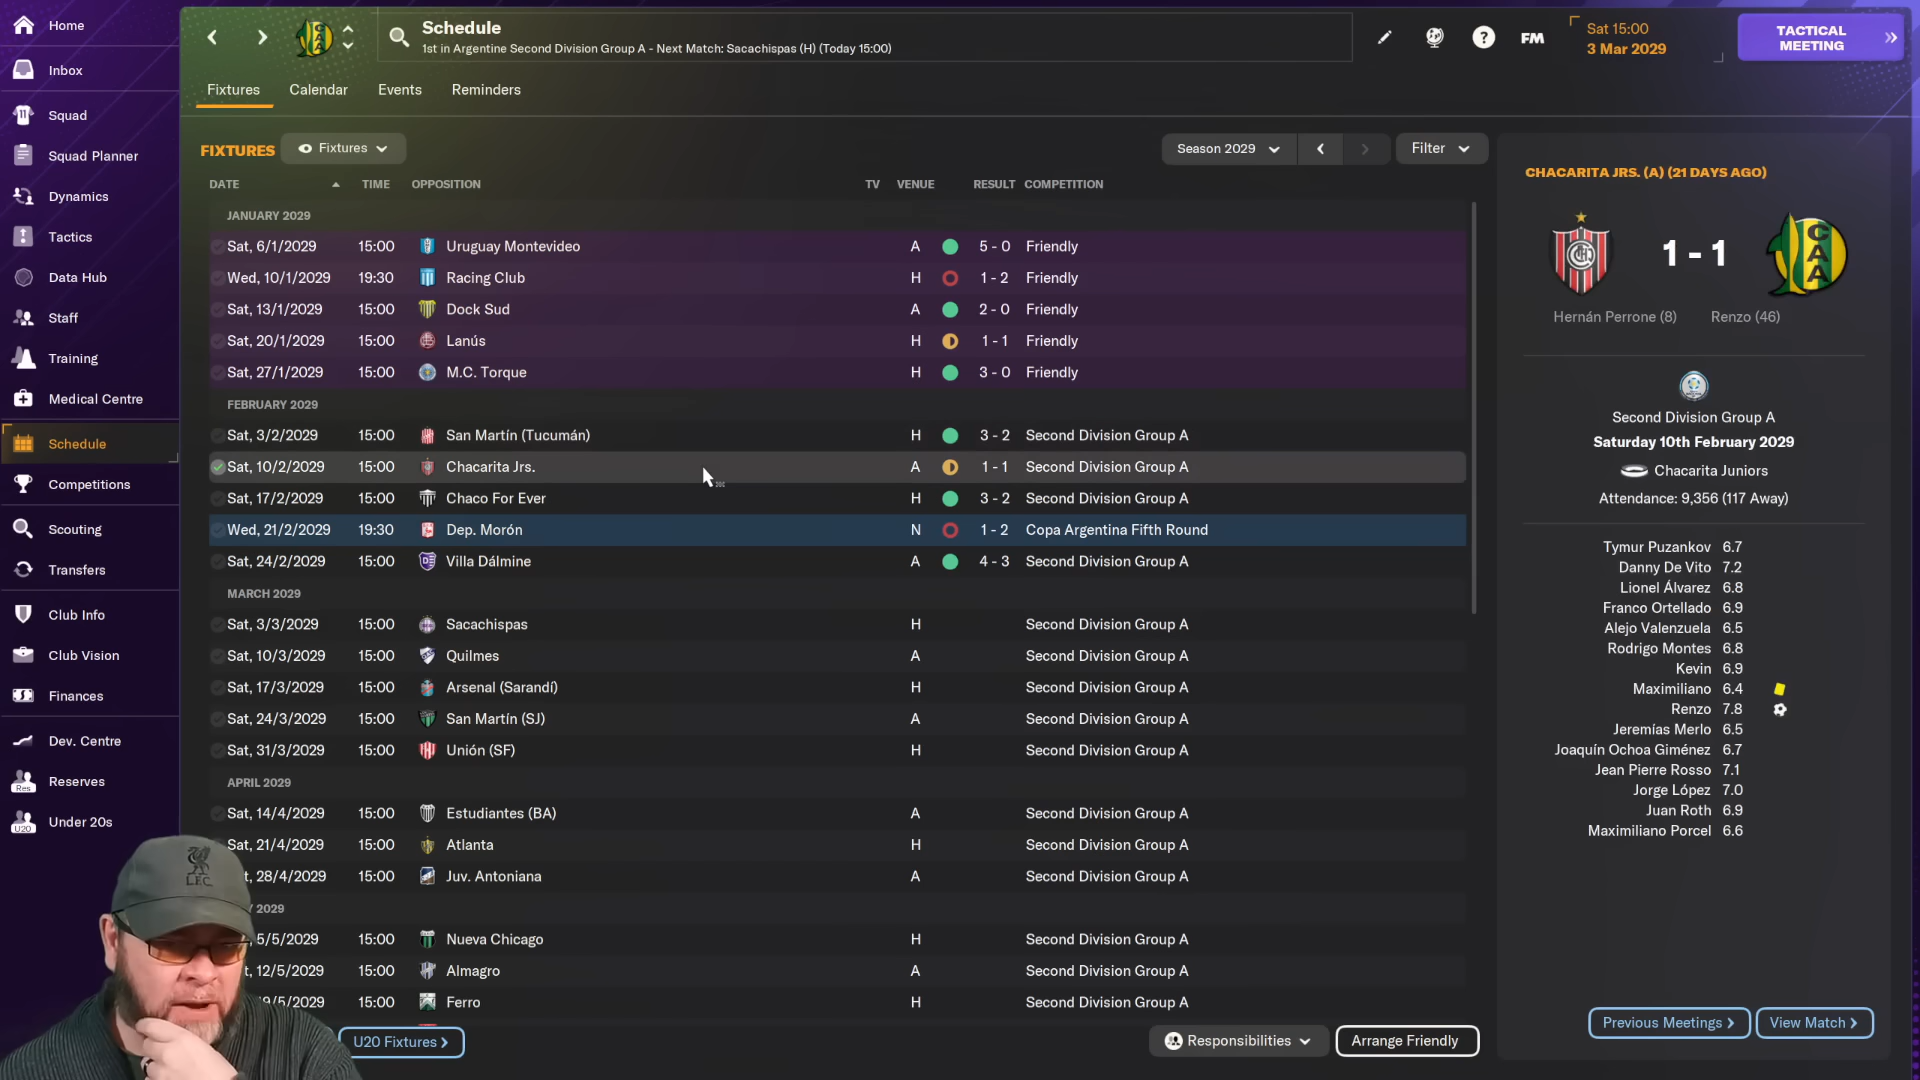 Home
Inbox
Squad
Squad Planner
Dynamics
Tactics
Data Hub
Staff
Training
Medical Centre
Schedule
Competitions
Scouting
Transfers
Club Info
Club Vision
Finances
Dev. Centre
Reserves
Under 20s
Schedule
1st in Argentine Second Division Group A - Next Match: Sacachispas (H) (Today 15:00)
FM
Sat 15:00
3 Mar 2029
TACTICAL
MEETING
Fixtures Calendar Events Reminders
FIXTURES Fixtures Season 2029 Filter
DATE TIME OPPOSITION TV VENUE RESULT COMPETITION
JANUARY 2029
Sat, 6/1/2029 15:00 Uruguay Montevideo A 5 - 0 Friendly
Wed, 10/1/2029 19:30 Racing Club H 1 - 2 Friendly
Sat, 13/1/2029 15:00 Dock Sud A 2 - 0 Friendly
Sat, 20/1/2029 15:00 Lanús H 1 - 1 Friendly
Sat, 27/1/2029 15:00 M.C. Torque H 3 - 0 Friendly
FEBRUARY 2029
Sat, 3/2/2029 15:00 San Martín (Tucumán) H 3 - 2 Second Division Group A
Sat, 10/2/2029 15:00 Chacarita Jrs. A 1 - 1 Second Division Group A
Sat, 17/2/2029 15:00 Chaco For Ever H 3 - 2 Second Division Group A
Wed, 21/2/2029 19:30 Dep. Morón N 1 - 2 Copa Argentina Fifth Round
Sat, 24/2/2029 15:00 Villa Dálmine A 4 - 3 Second Division Group A
MARCH 2029
Sat, 3/3/2029 15:00 Sacachispas H Second Division Group A
Sat, 10/3/2029 15:00 Quilmes A Second Division Group A
Sat, 17/3/2029 15:00 Arsenal (Sarandí) H Second Division Group A
Sat, 24/3/2029 15:00 San Martín (SJ) A Second Division Group A
Sat, 31/3/2029 15:00 Unión (SF) H Second Division Group A
APRIL 2029
Sat, 14/4/2029 15:00 Estudiantes (BA) A Second Division Group A
Sat, 21/4/2029 15:00 Atlanta H Second Division Group A
28/4/2029 15:00 Juv. Antoniana A Second Division Group A
2029
5/5/2029 15:00 Nueva Chicago H Second Division Group A
12/5/2029 15:00 Almagro A Second Division Group A
19/5/2029 15:00 Ferro H Second Division Group A
U20 Fixtures Responsibilities Arrange Friendly
CHACARITA JRS. (A) (21 DAYS AGO)
1 - 1
CAA
Hernán Perrone (8) Renzo (46)
Second Division Group A
Saturday 10th February 2029
Chacarita Juniors
Attendance: 9,356 (117 Away)
Tymur Puzankov 6.7
Danny De Vito 7.2
Lionel Álvarez 6.8
Franco Ortellado 6.9
Alejo Valenzuela 6.5
Rodrigo Montes 6.8
Kevin 6.9
Maximiliano 6.4
Renzo 7.8
Jeremías Merlo 6.5
Joaquín Ochoa Giménez 6.7
Jean Pierre Rosso 7.1
Jorge López 7.0
Juan Roth 6.9
Maximiliano Porcel 6.6
Previous Meetings View Match
L.F.C.